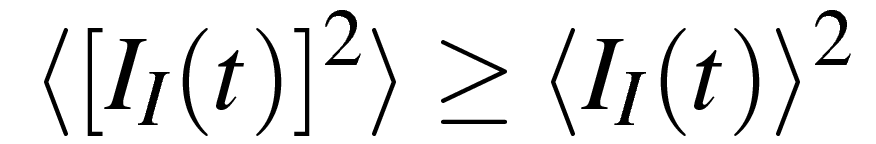 ⟨[I_I(t)]²⟩ ≥ ⟨I_I(t)⟩²